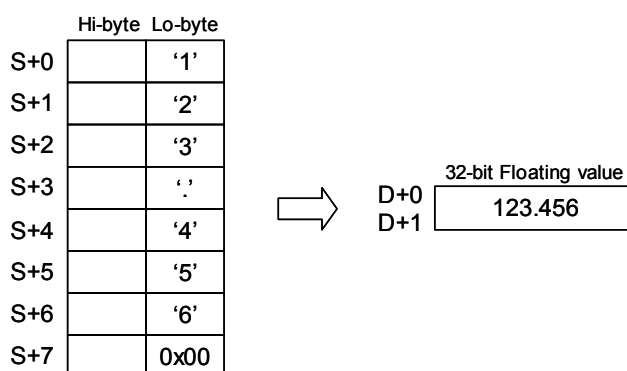 Hi-byte Lo-byte
S+0 ‘1’
S+1 ‘2’
S+2 ‘3’
S+3 ‘.’
S+4 ‘4’
S+5 ‘5’
S+6 ‘6’
S+7 0x00
32-bit Floating value
D+0
D+1
123.456